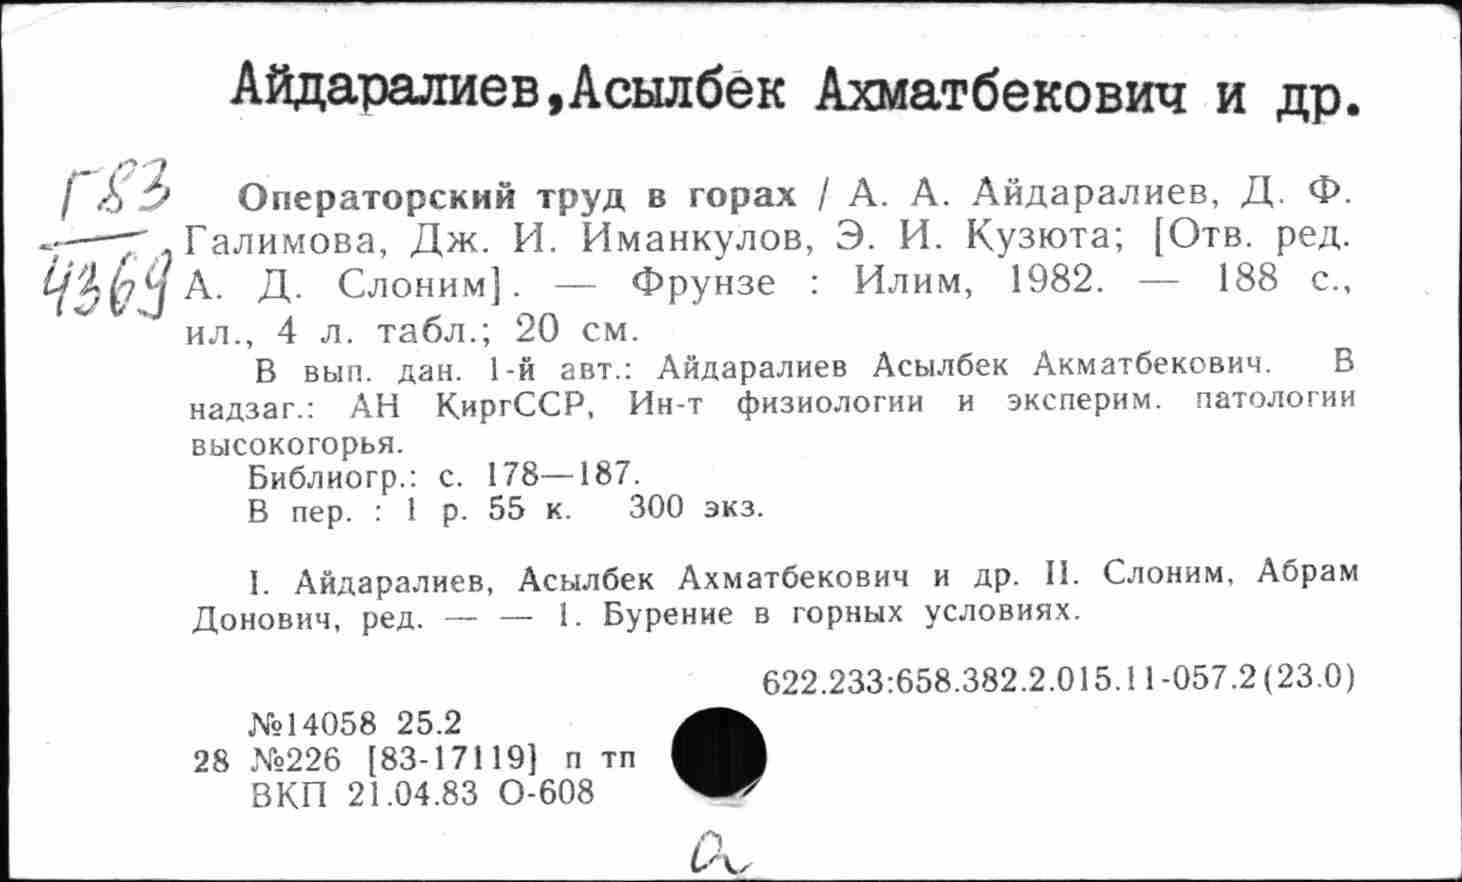 Айдаралиев,Асылбек Ахматбекович и др.
Г83
4369
Операторский труд в горах / А. А. Айдаралиев, Д. Ф.
Галимова, Дж. И. Иманкулов, Э. И. Кузюта; [Отв. ред.
А. Д. Слоним]. — Фрунзе : Илим, 1982. — 188 с.,
ил., 4 л. табл.; 20 см.
В вып. дан. 1-й авт.: Айдаралиев Асылбек Акматбекович. В
надзаг.: АН КиргССР, Ин-т физиологии и эксперим. патологии
высокогорья.
Библиогр.: с. 178—187.
В пер. : 1 р. 55 к. 300 экз.
I. Айдаралиев, Асылбек Ахматбекович и др. II. Слоним, Абрам
Донович, ред. — — 1. Бурение в горных условиях.
622.233:658.382.2.015.11-057.2(23.0)
№14058 25.2
28 №226 [83-17119] п тп
ВКП 21.04.83 О-608
а